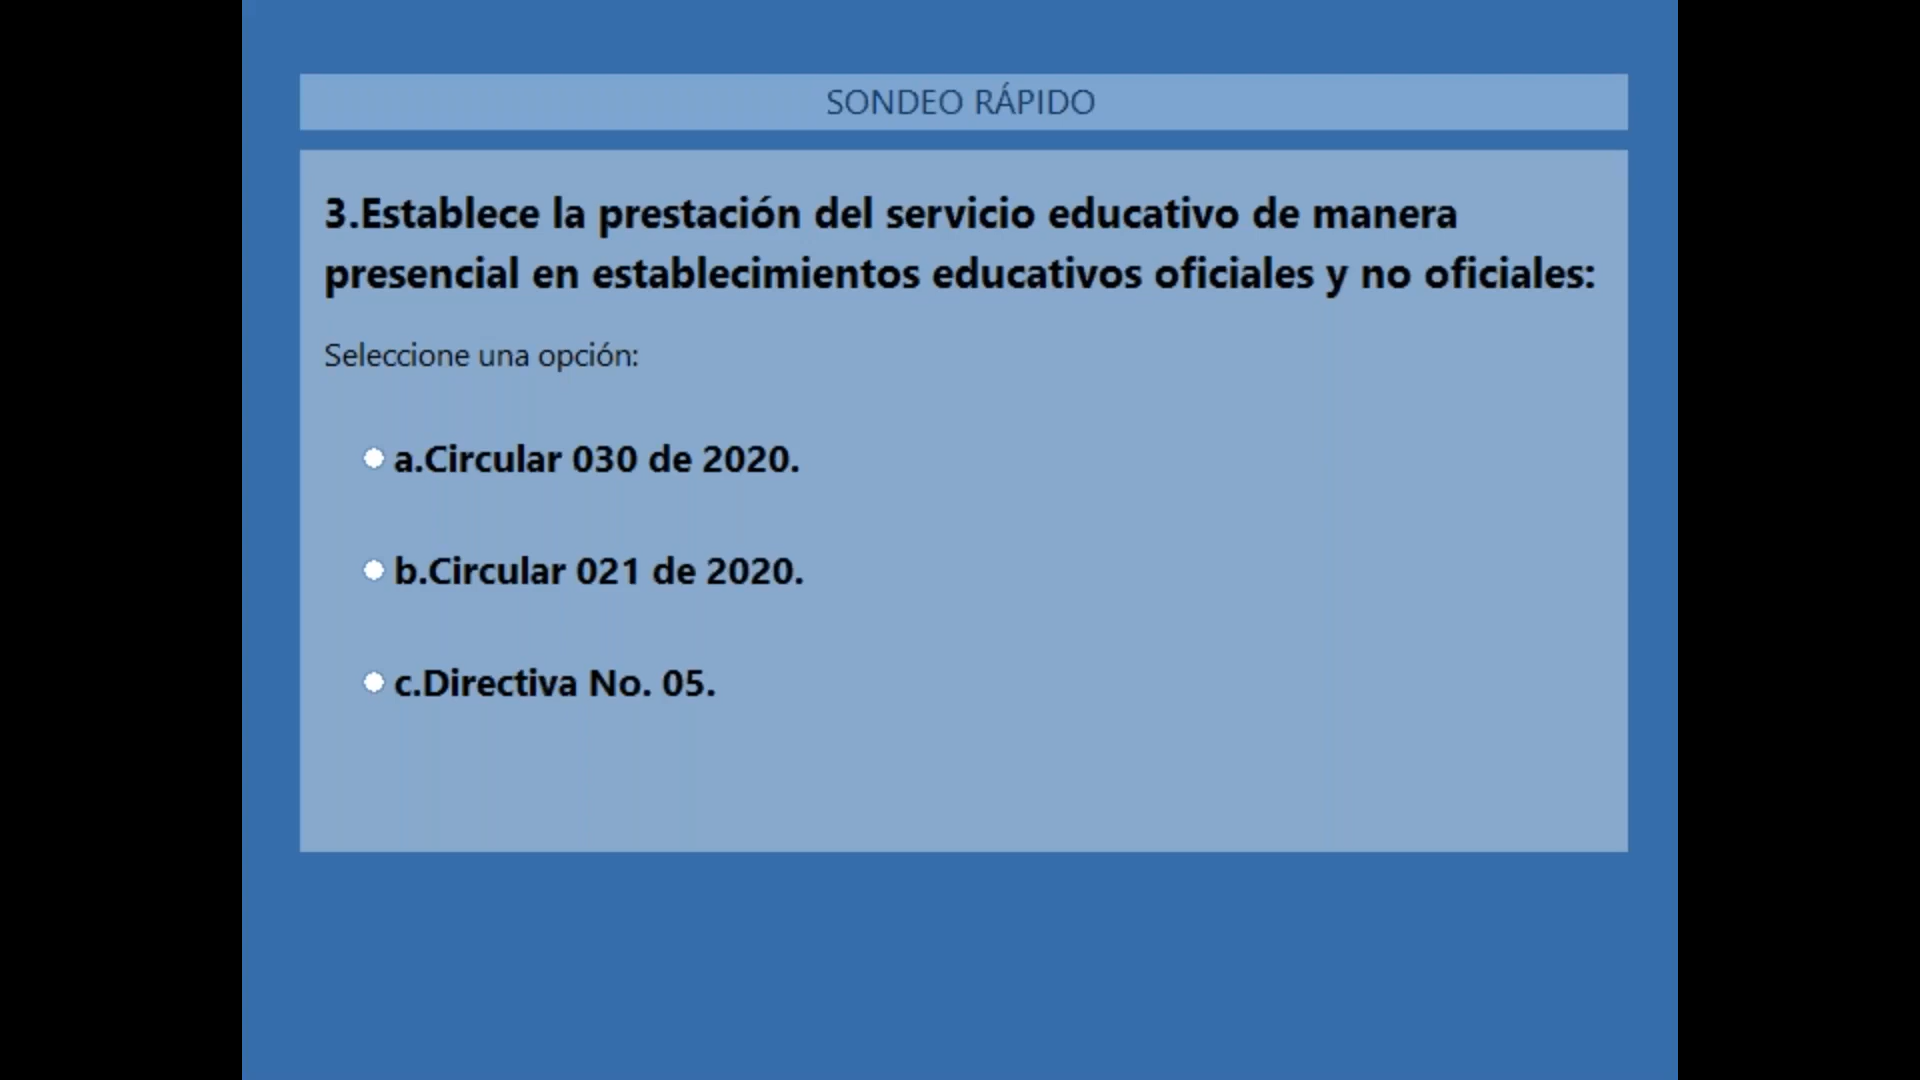 SONDEO RÁPIDO
3.Establece la prestación del servicio educativo de manera
presencial en establecimientos educativos oficiales y no oficiales:
Seleccione una opción:
a.Circular 030 de 2020.
b.Circular 021 de 2020.
c.Directiva No. 05.